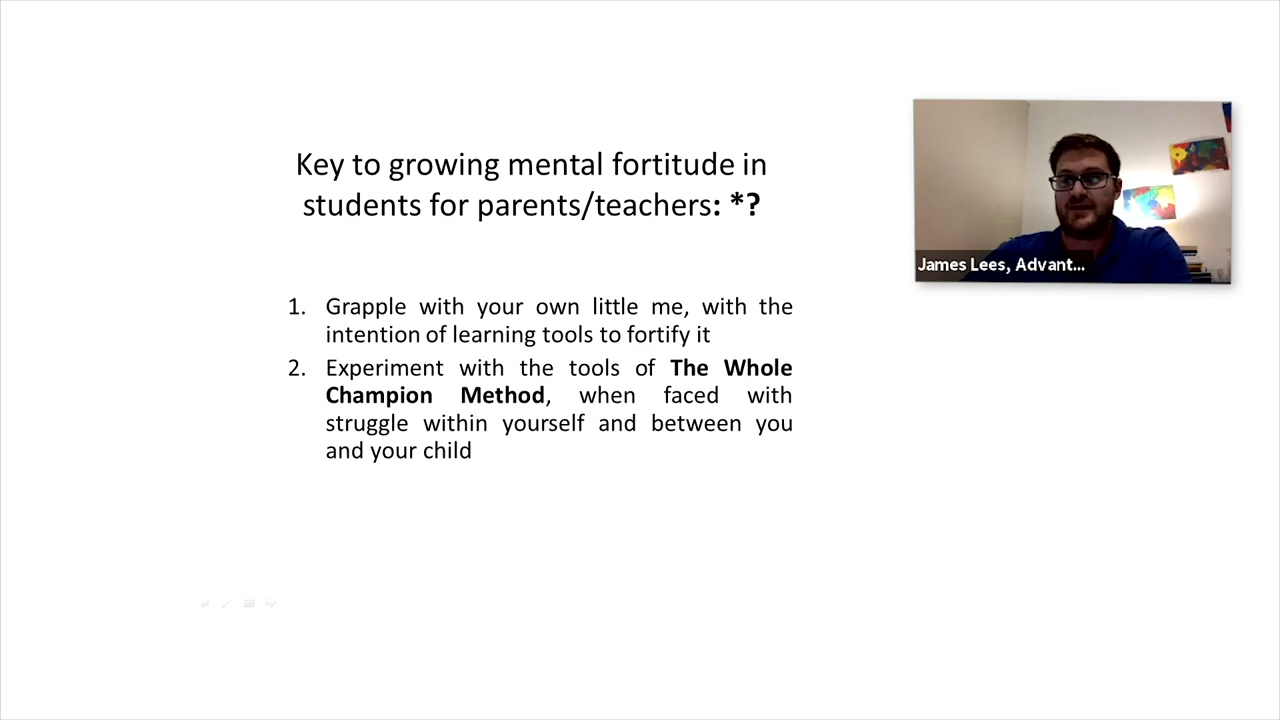 Key to growing mental fortitude in
students for parents/teachers: *?
1. Grapple with your own little me, with the
intention of learning tools to fortify it
2. Experiment with the tools of The Whole
Champion Method, when faced with
struggle within yourself and between you
and your child
James Lees, Advant...